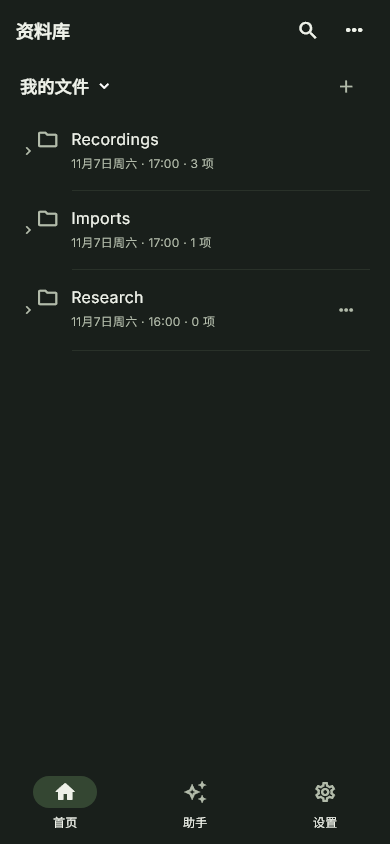 资料库
我的文件
Recordings
11月7日周六 · 17:00 · 3 项
Imports
11月7日周六 · 17:00 · 1 项
Research
11月7日周六 · 16:00 · 0 项
首页
助手
设置